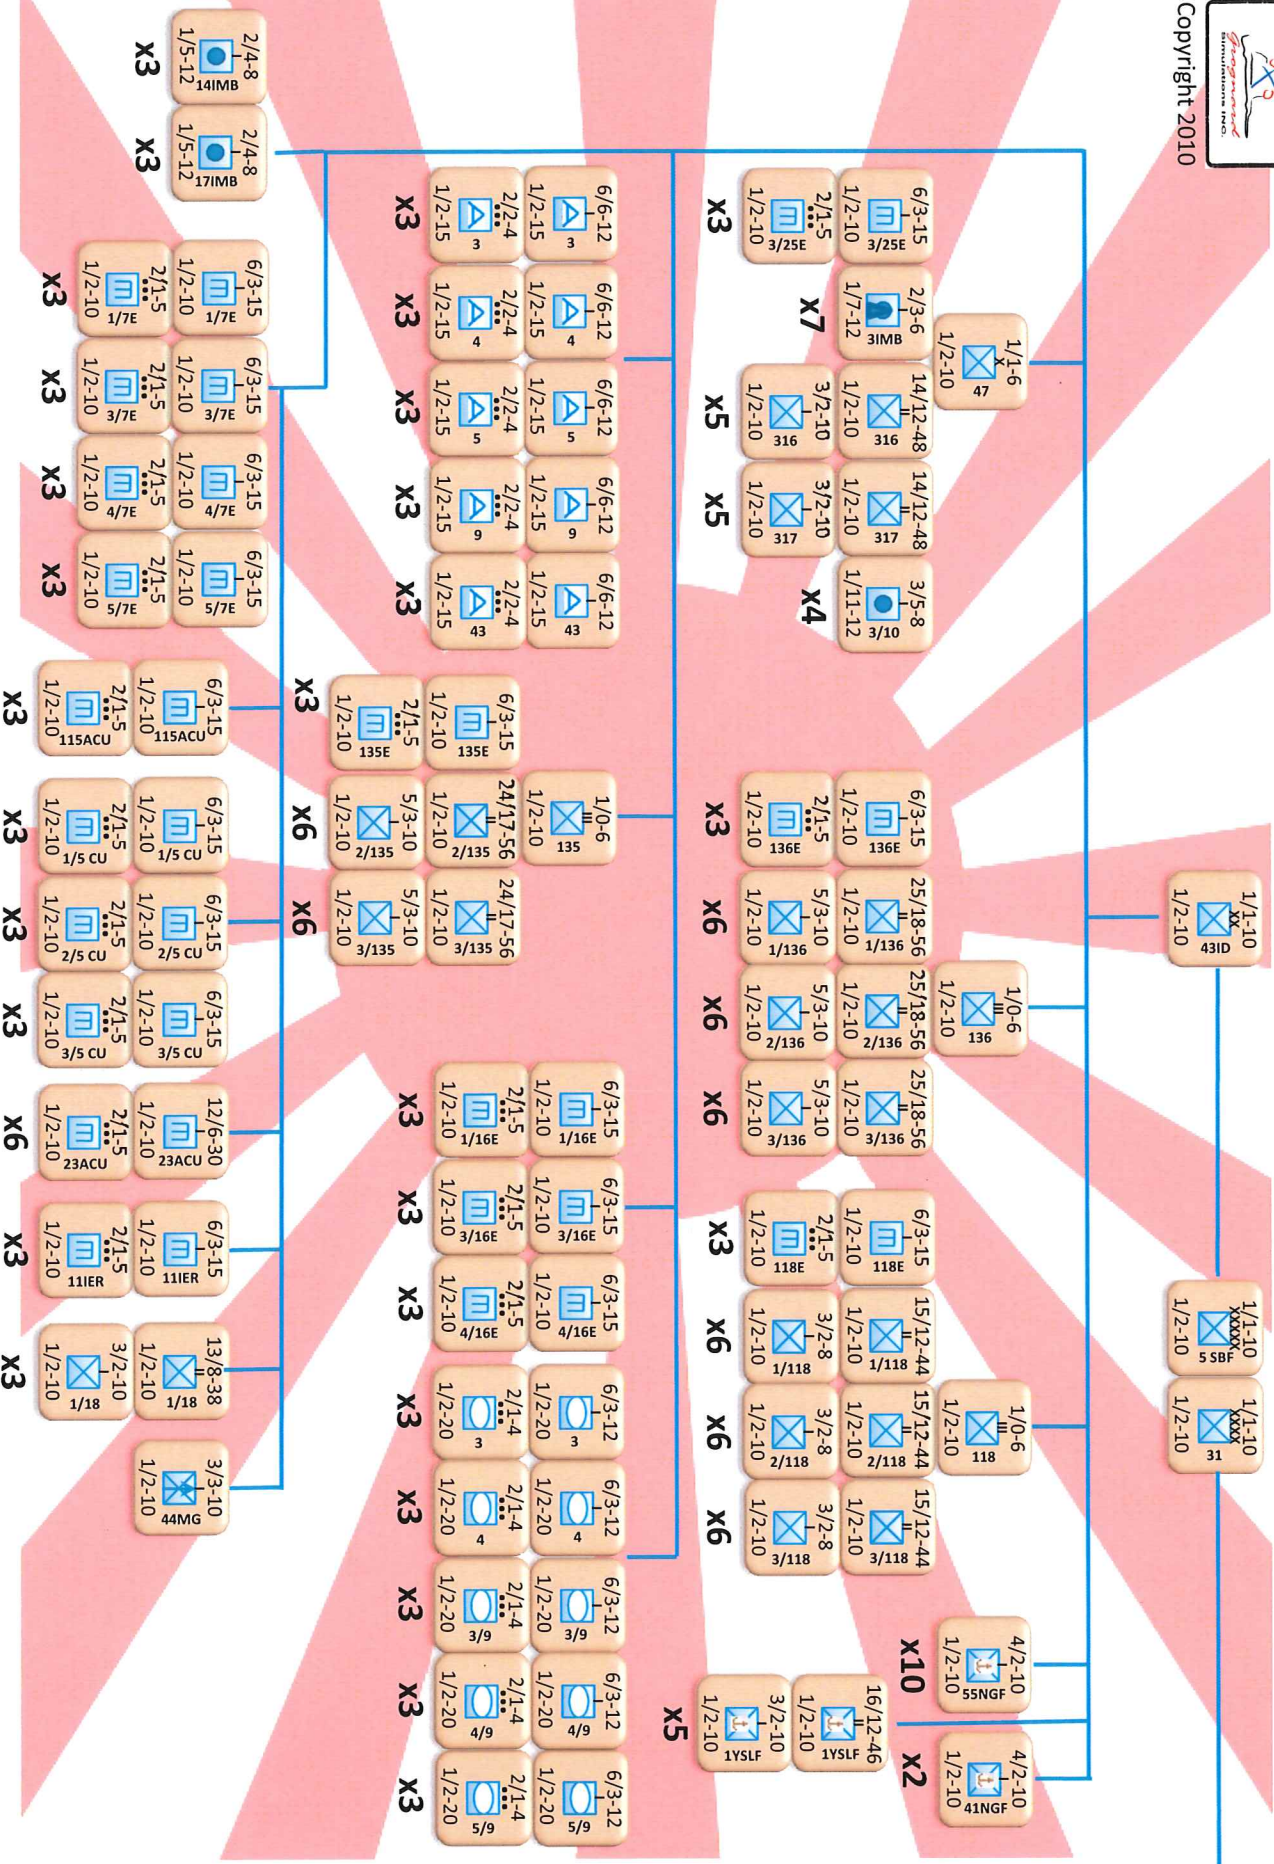 Grognard
Simulations INC.
Copyright 2010
1/1-10
XX
43ID
1/2-10
1/1-10
XXXXX
5 SBF
1/2-10
1/1-10
XXXX
31
1/2-10
1/1-6
X
47
1/2-10
6/3-15
3/25E
1/2-10
2/1-5
3/25E
1/2-10
x3
2/3-6
3IMB
1/7-12
x7
14/12-48
316
1/2-10
3/2-10
316
1/2-10
x5
14/12-48
317
1/2-10
3/2-10
317
1/2-10
x5
3/5-8
3/10
1/11-12
x4
1/0-6
136
1/2-10
6/3-15
136E
1/2-10
2/1-5
136E
1/2-10
x3
25/18-56
1/136
1/2-10
5/3-10
1/136
1/2-10
x6
25/18-56
2/136
1/2-10
5/3-10
2/136
1/2-10
x6
25/18-56
3/136
1/2-10
5/3-10
3/136
1/2-10
x6
1/0-6
118
1/2-10
6/3-15
118E
1/2-10
2/1-5
118E
1/2-10
x3
15/12-44
1/118
1/2-10
3/2-8
1/118
1/2-10
x6
15/12-44
2/118
1/2-10
3/2-8
2/118
1/2-10
x6
15/12-44
3/118
1/2-10
3/2-8
3/118
1/2-10
x6
4/2-10
55NGF
1/2-10
x10
16/12-46
1YSLF
1/2-10
3/2-10
1YSLF
1/2-10
x5
4/2-10
41NGF
1/2-10
x2
6/6-12
3
1/2-15
2/2-4
3
1/2-15
x3
6/6-12
4
1/2-15
2/2-4
4
1/2-15
x3
6/6-12
5
1/2-15
2/2-4
5
1/2-15
x3
6/6-12
9
1/2-15
2/2-4
9
1/2-15
x3
6/6-12
43
1/2-15
2/2-4
43
1/2-15
x3
1/0-6
135
1/2-10
6/3-15
135E
1/2-10
2/1-5
135E
1/2-10
x3
24/17-56
2/135
1/2-10
5/3-10
2/135
1/2-10
x6
24/17-56
3/135
1/2-10
5/3-10
3/135
1/2-10
x6
6/3-15
1/16E
1/2-10
2/1-5
1/16E
1/2-10
x3
6/3-15
3/16E
1/2-10
2/1-5
3/16E
1/2-10
x3
6/3-15
4/16E
1/2-10
2/1-5
4/16E
1/2-10
x3
6/3-12
3
1/2-20
2/1-4
3
1/2-20
x3
6/3-12
4
1/2-20
2/1-4
4
1/2-20
x3
6/3-12
3/9
1/2-20
2/1-4
3/9
1/2-20
x3
6/3-12
4/9
1/2-20
2/1-4
4/9
1/2-20
x3
6/3-12
5/9
1/2-20
2/1-4
5/9
1/2-20
x3
2/4-8
14IMB
1/5-12
x3
2/4-8
17IMB
1/5-12
x3
6/3-15
1/7E
1/2-10
2/1-5
1/7E
1/2-10
x3
6/3-15
3/7E
1/2-10
2/1-5
3/7E
1/2-10
x3
6/3-15
4/7E
1/2-10
2/1-5
4/7E
1/2-10
x3
6/3-15
5/7E
1/2-10
2/1-5
5/7E
1/2-10
x3
6/3-15
115ACU
1/2-10
2/1-5
115ACU
1/2-10
x3
6/3-15
1/5 CU
1/2-10
2/1-5
1/5 CU
1/2-10
x3
6/3-15
2/5 CU
1/2-10
2/1-5
2/5 CU
1/2-10
x3
6/3-15
3/5 CU
1/2-10
2/1-5
3/5 CU
1/2-10
x3
12/6-30
23ACU
1/2-10
2/1-5
23ACU
1/2-10
x6
6/3-15
11IER
1/2-10
2/1-5
11IER
1/2-10
x3
13/8-38
1/18
1/2-10
3/2-10
1/18
1/2-10
x3
3/3-10
44MG
1/2-10